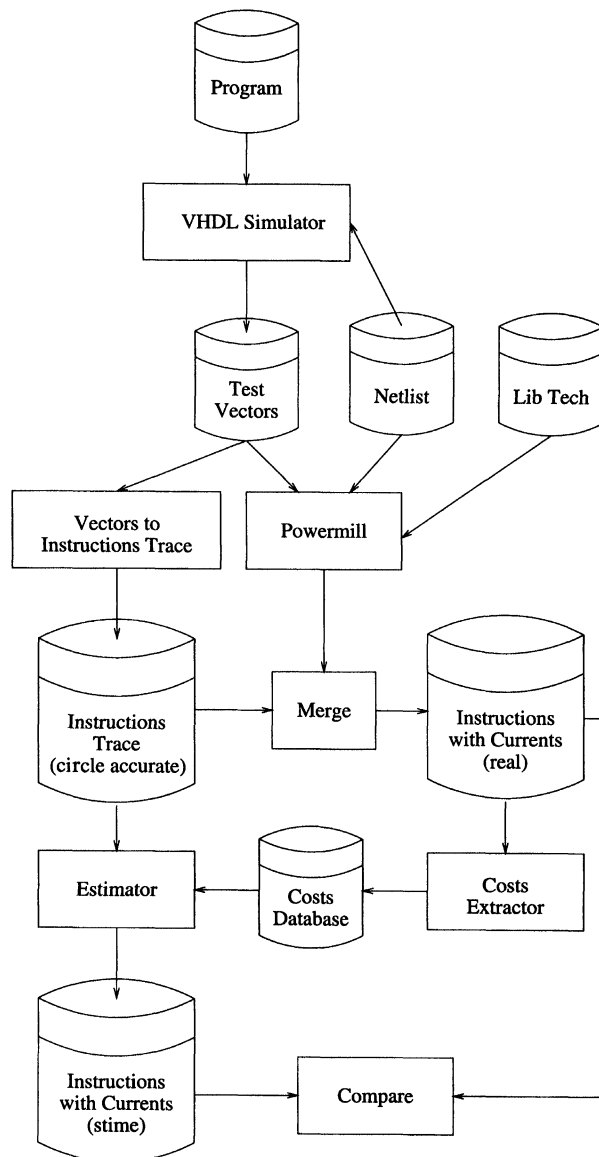 Program
VHDL Simulator
Test
Vectors
Netlist
Lib Tech
Vectors to
Instructions Trace
Powermill
Instructions
Trace
(circle accurate)
Merge
Instructions
with Currents
(real)
Estimator
Costs
Database
Costs
Extractor
Instructions
with Currents
(stime)
Compare